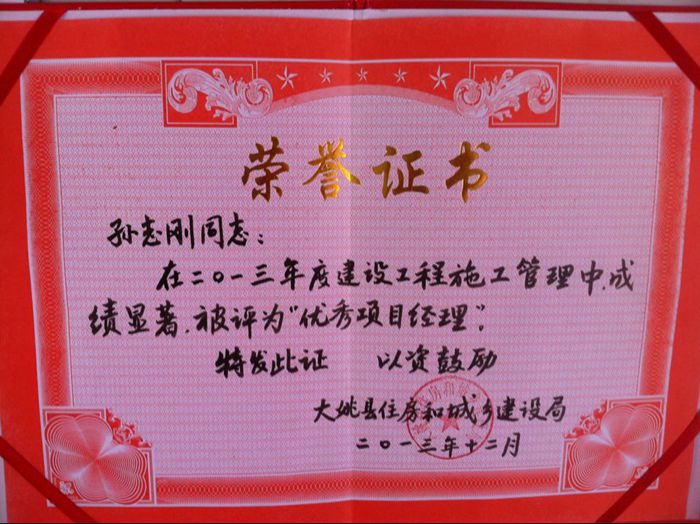 荣誉证书
孙志刚同志：
在二〇一三年度建设工程施工管理中,成
绩显著,被评为“优秀项目经理”。
特发此证 以资鼓励
大姚县住房和城乡建设局
二〇一三年十二月